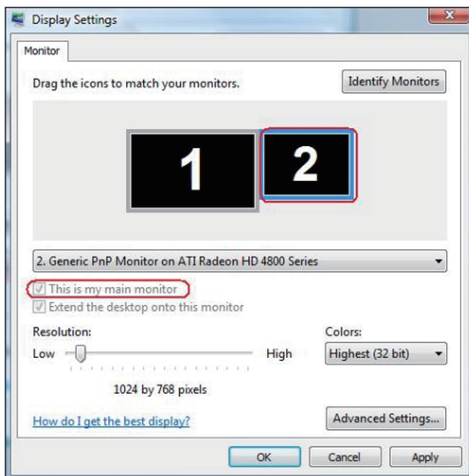 Display Settings
Monitor
Drag the icons to match your monitors.
Identify Monitors
1
2
2. Generic PnP Monitor on ATI Radeon HD 4800 Series
This is my main monitor
Extend the desktop onto this monitor
Resolution:
Colors:
Low
High
Highest (32 bit)
1024 by 768 pixels
How do I get the best display?
Advanced Settings...
OK
Cancel
Apply